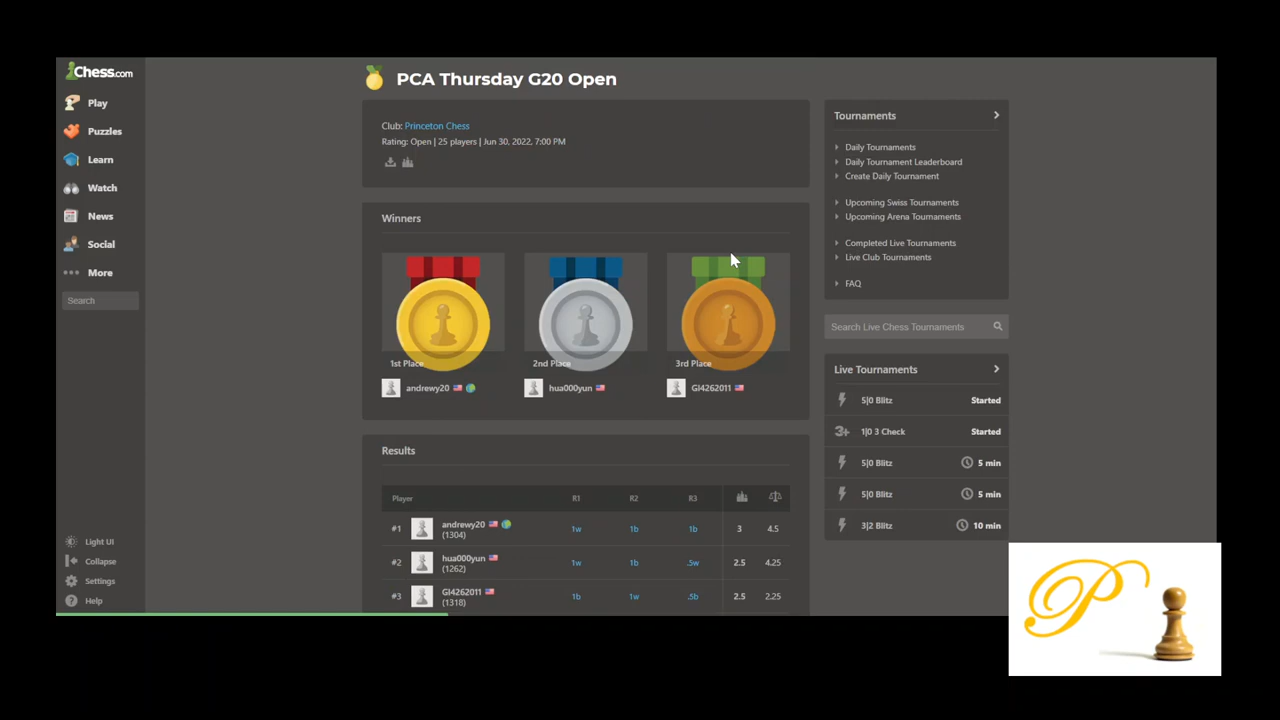 Chess.com
Play
Puzzles
Learn
Watch
News
Social
More
Search
Light UI
Collapse
Settings
Help
PCA Thursday G20 Open
Club: Princeton Chess
Rating: Open | 25 players | Jun 30, 2022, 7:00 PM
Winners
1st Place
andrewy20
2nd Place
hua000yun
3rd Place
GI4262011
Results
Player R1 R2 R3
#1 andrewy20 (1304) 1w 1b 1b 3 4.5
#2 hua000yun (1262) 1w 1b .5w 2.5 4.25
#3 GI4262011 (1318) 1b 1w .5b 2.5 2.25
Tournaments
Daily Tournaments
Daily Tournament Leaderboard
Create Daily Tournament
Upcoming Swiss Tournaments
Upcoming Arena Tournaments
Completed Live Tournaments
Live Club Tournaments
FAQ
Search Live Chess Tournaments
Live Tournaments
5|0 Blitz Started
3+ 1|0 3 Check Started
5|0 Blitz 5 min
5|0 Blitz 5 min
3|2 Blitz 10 min
P